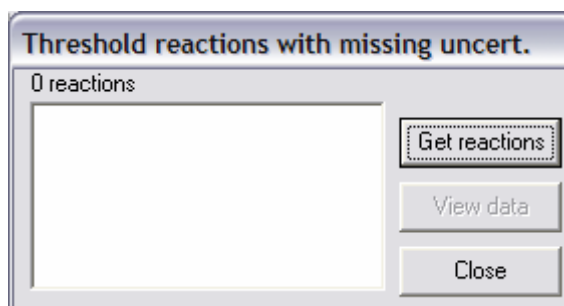 Threshold reactions with missing uncert.
0 reactions
Get reactions
View data
Close